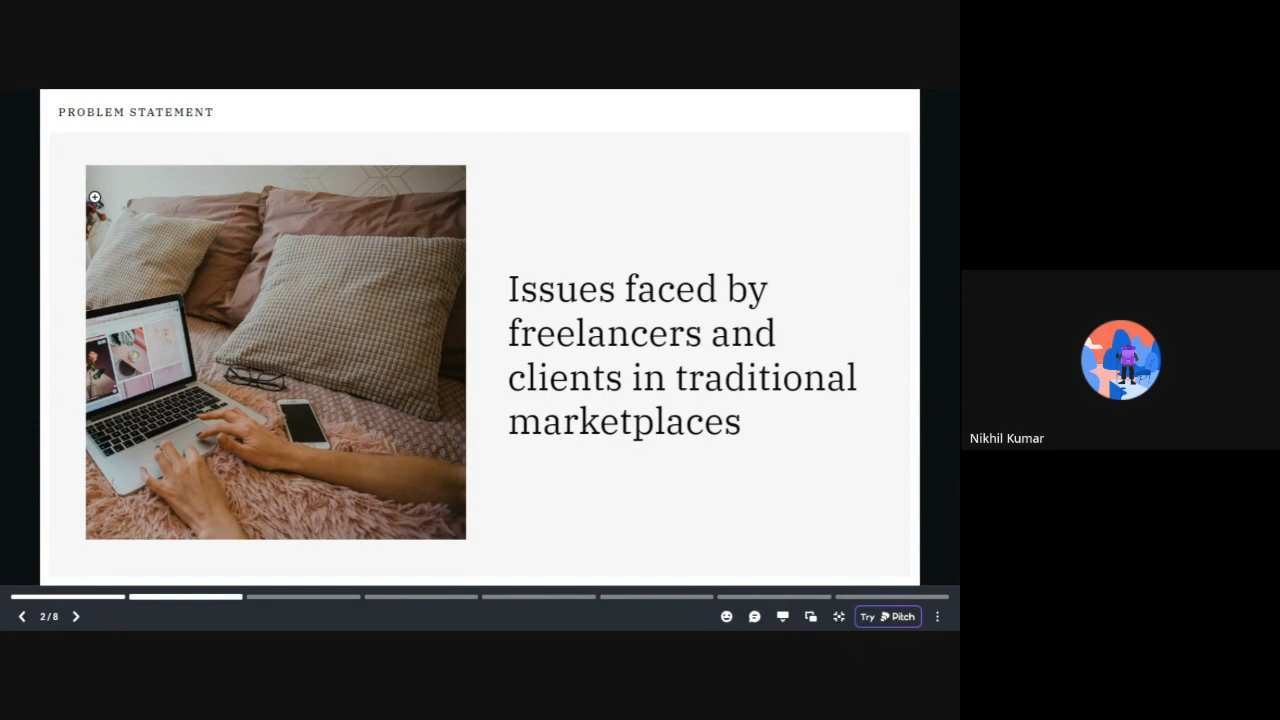 PROBLEM STATEMENT
Issues faced by
freelancers and
clients in traditional
marketplaces
Nikhil Kumar
2/8
Try Pitch